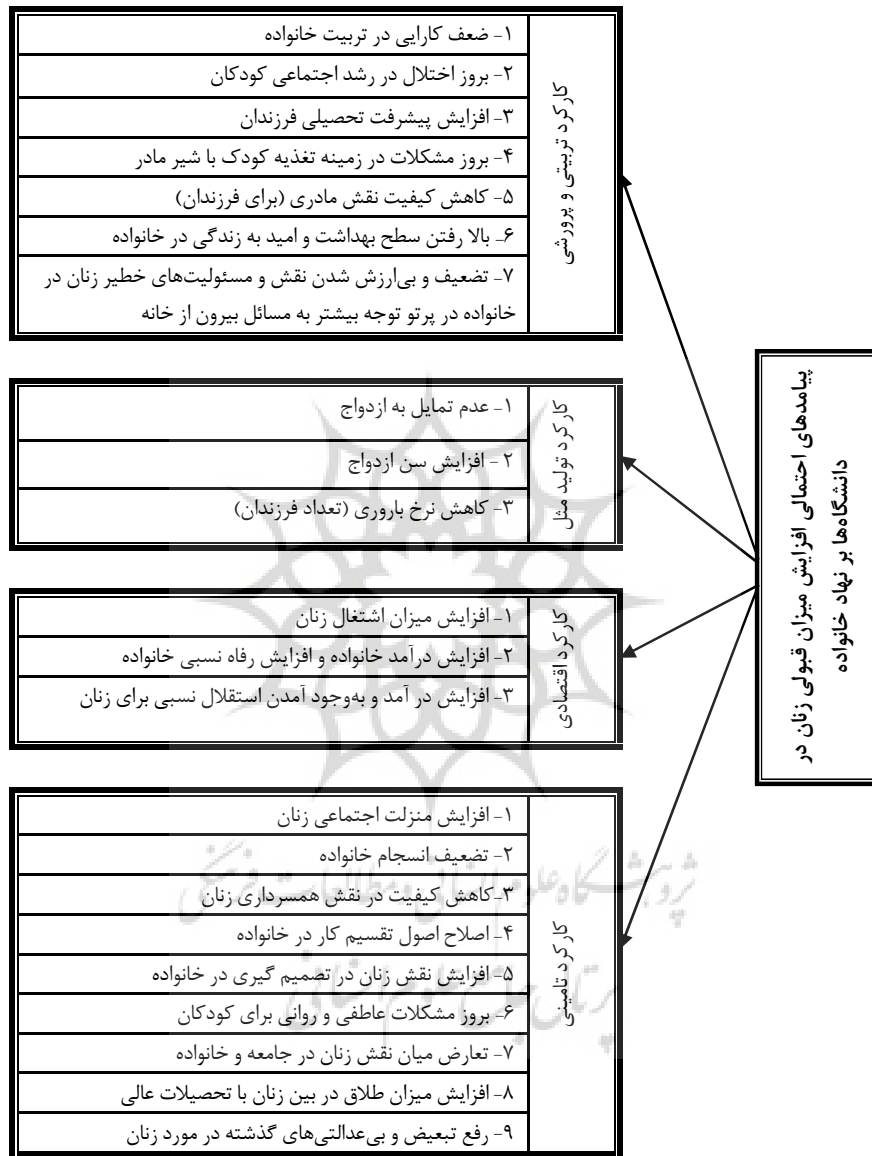 پیامدهای احتمالی افزایش میزان قبولی زنان در
دانشگاه‌ها بر نهاد خانواده
کارکرد تربیتی و پرورشی
۱- ضعف کارایی در تربیت خانواده
۲- بروز اختلال در رشد اجتماعی کودکان
۳- افزایش پیشرفت تحصیلی فرزندان
۴- بروز مشکلات در زمینه تغذیه کودک با شیر مادر
۵- کاهش کیفیت نقش مادری (برای فرزندان)
۶- بالا رفتن سطح بهداشت و امید به زندگی در خانواده
۷- تضعیف و بی‌ارزش شدن نقش و مسئولیت‌های خطیر زنان در
خانواده در پرتو توجه بیشتر به مسائل بیرون از خانه
کارکرد تولید مثل
۱- عدم تمایل به ازدواج
۲ - افزایش سن ازدواج
۳- کاهش نرخ باروری (تعداد فرزندان)
کارکرد اقتصادی
۱- افزایش میزان اشتغال زنان
۲- افزایش درآمد خانواده و افزایش رفاه نسبی خانواده
۳- افزایش در آمد و به‌وجود آمدن استقلال نسبی برای زنان
کارکرد تامینی
۱- افزایش منزلت اجتماعی زنان
۲- تضعیف انسجام خانواده
۳-کاهش کیفیت در نقش همسرداری زنان
۴- اصلاح اصول تقسیم کار در خانواده
۵- افزایش نقش زنان در تصمیم گیری در خانواده
۶- بروز مشکلات عاطفی و روانی برای کودکان
۷- تعارض میان نقش زنان در جامعه و خانواده
۸- افزایش میزان طلاق در بین زنان با تحصیلات عالی
۹- رفع تبعیض و بی‌عدالتی‌های گذشته در مورد زنان
پژوهشگاه علوم انسانی و مطالعات فرهنگی
پرتال جامع علوم انسانی